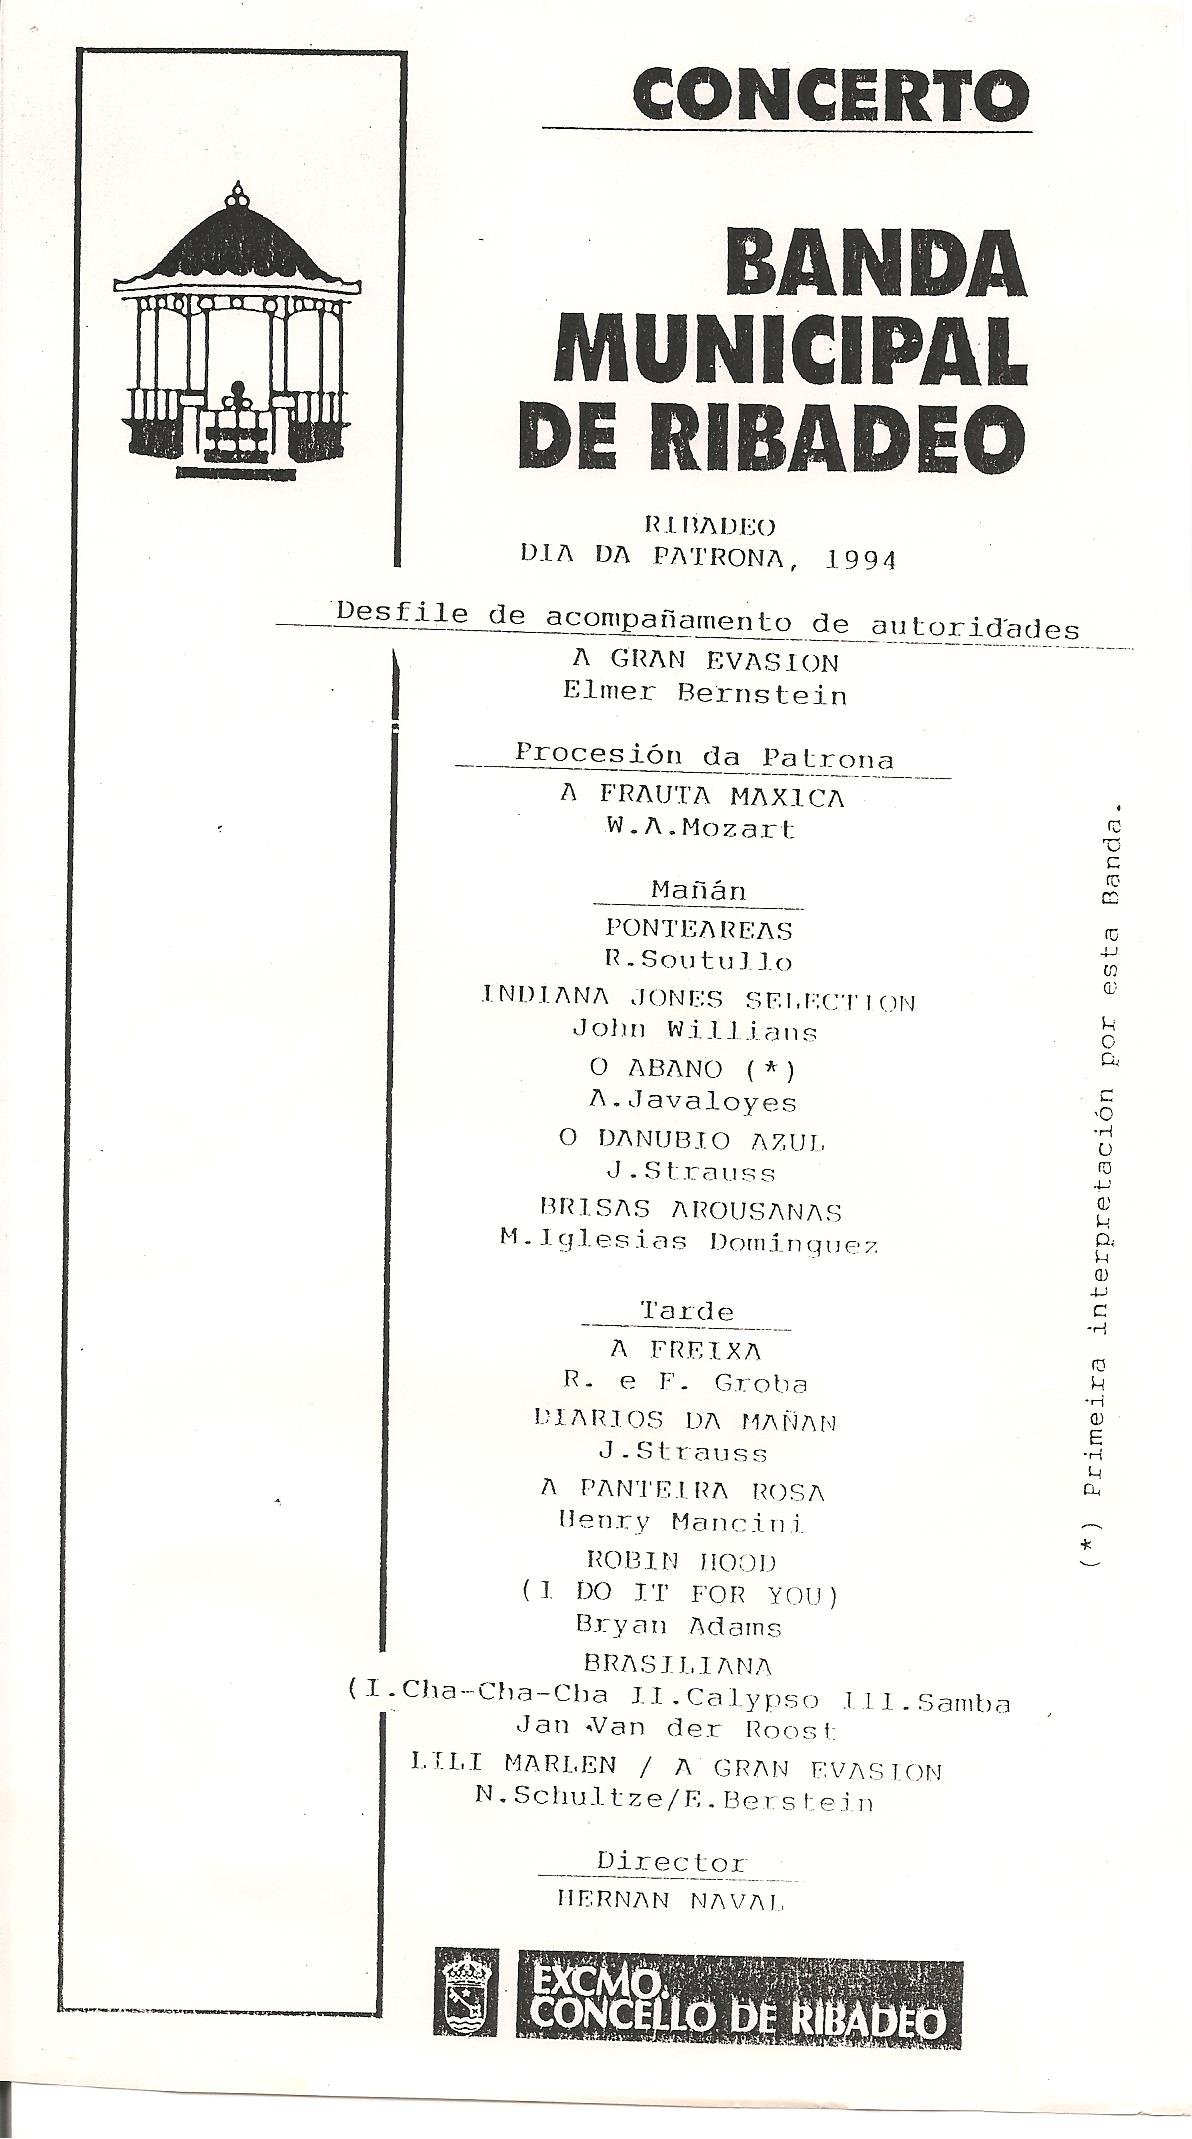 CONCERTO
BANDA
MUNICIPAL
DE RIBADEO
RIBADEO
DIA DA PATRONA, 1994
Desfile de acompañamento de autoridades
A GRAN EVASION
Elmer Bernstein
Procesión da Patrona
A FRAUTA MAXICA
W.A.Mozart
Mañán
PONTEAREAS
R.Soutullo
INDIANA JONES SELECTION
John Willians
O ABANO (*)
A.Javaloyes
O DANUBIO AZUL
J.Strauss
BRISAS AROUSANAS
M.Iglesias Domínguez
Tarde
A FREIXA
R. e F. Groba
DIARIOS DA MAÑAN
J.Strauss
A PANTEIRA ROSA
Henry Mancini
ROBIN HOOD
(I DO IT FOR YOU)
Bryan Adams
BRASILIANA
(I.Cha-Cha-Cha II.Calypso III.Samba
Jan Van der Roost
LILI MARLEN / A GRAN EVASION
N.Schultze/E.Berstein
Director
HERNAN NAVAL
EXCMO.
CONCELLO DE RIBADEO
(*) Primeira interpretación por esta Banda.